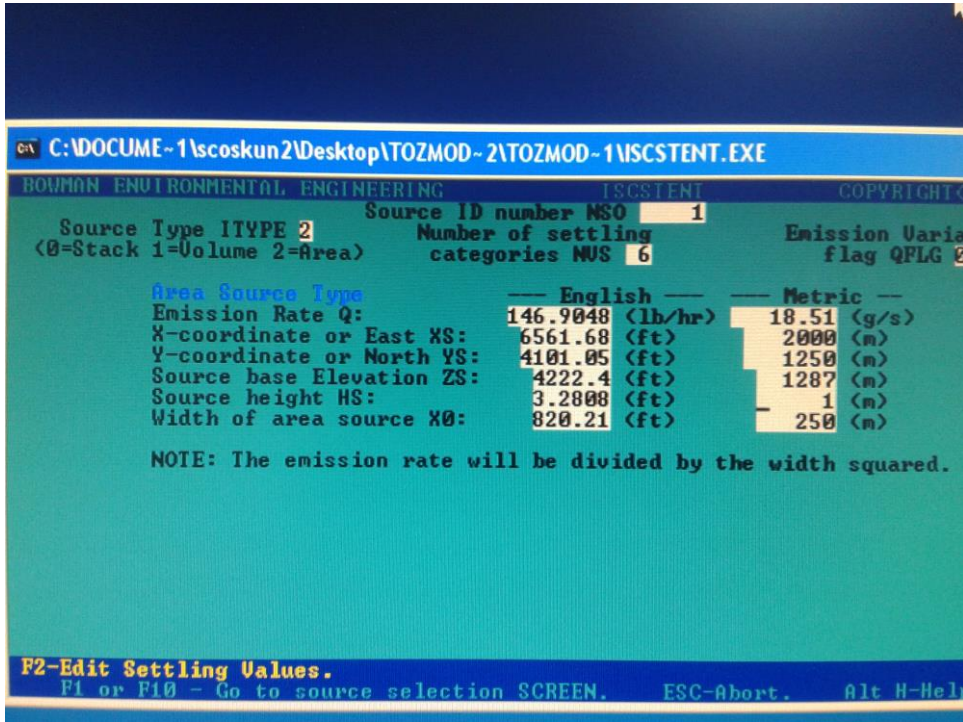 C:\DOCUME~1\scoskun2\Desktop\TOZMOD~2\TOZMOD~1\ISCSTENT.EXE
BOWMAN ENVIRONMENTAL ENGINEERING ISCSTENT COPYRIGHT
Source ID number NSO 1
Source Type ITYPE 2 Number of settling Emission Varia
(0=Stack 1=Volume 2=Area) categories NVS 6 flag QFLG 0
Area Source Type --- English --- --- Metric --
Emission Rate Q: 146.9048 (lb/hr) 18.51 (g/s)
X-coordinate or East XS: 6561.68 (ft) 2000 (m)
Y-coordinate or North YS: 4101.05 (ft) 1250 (m)
Source base Elevation ZS: 4222.4 (ft) 1287 (m)
Source height HS: 3.2808 (ft) 1 (m)
Width of area source X0: 820.21 (ft) 250 (m)
NOTE: The emission rate will be divided by the width squared.
F2-Edit Settling Values.
F1 or F10 - Go to source selection SCREEN. ESC-Abort. Alt H-Hel